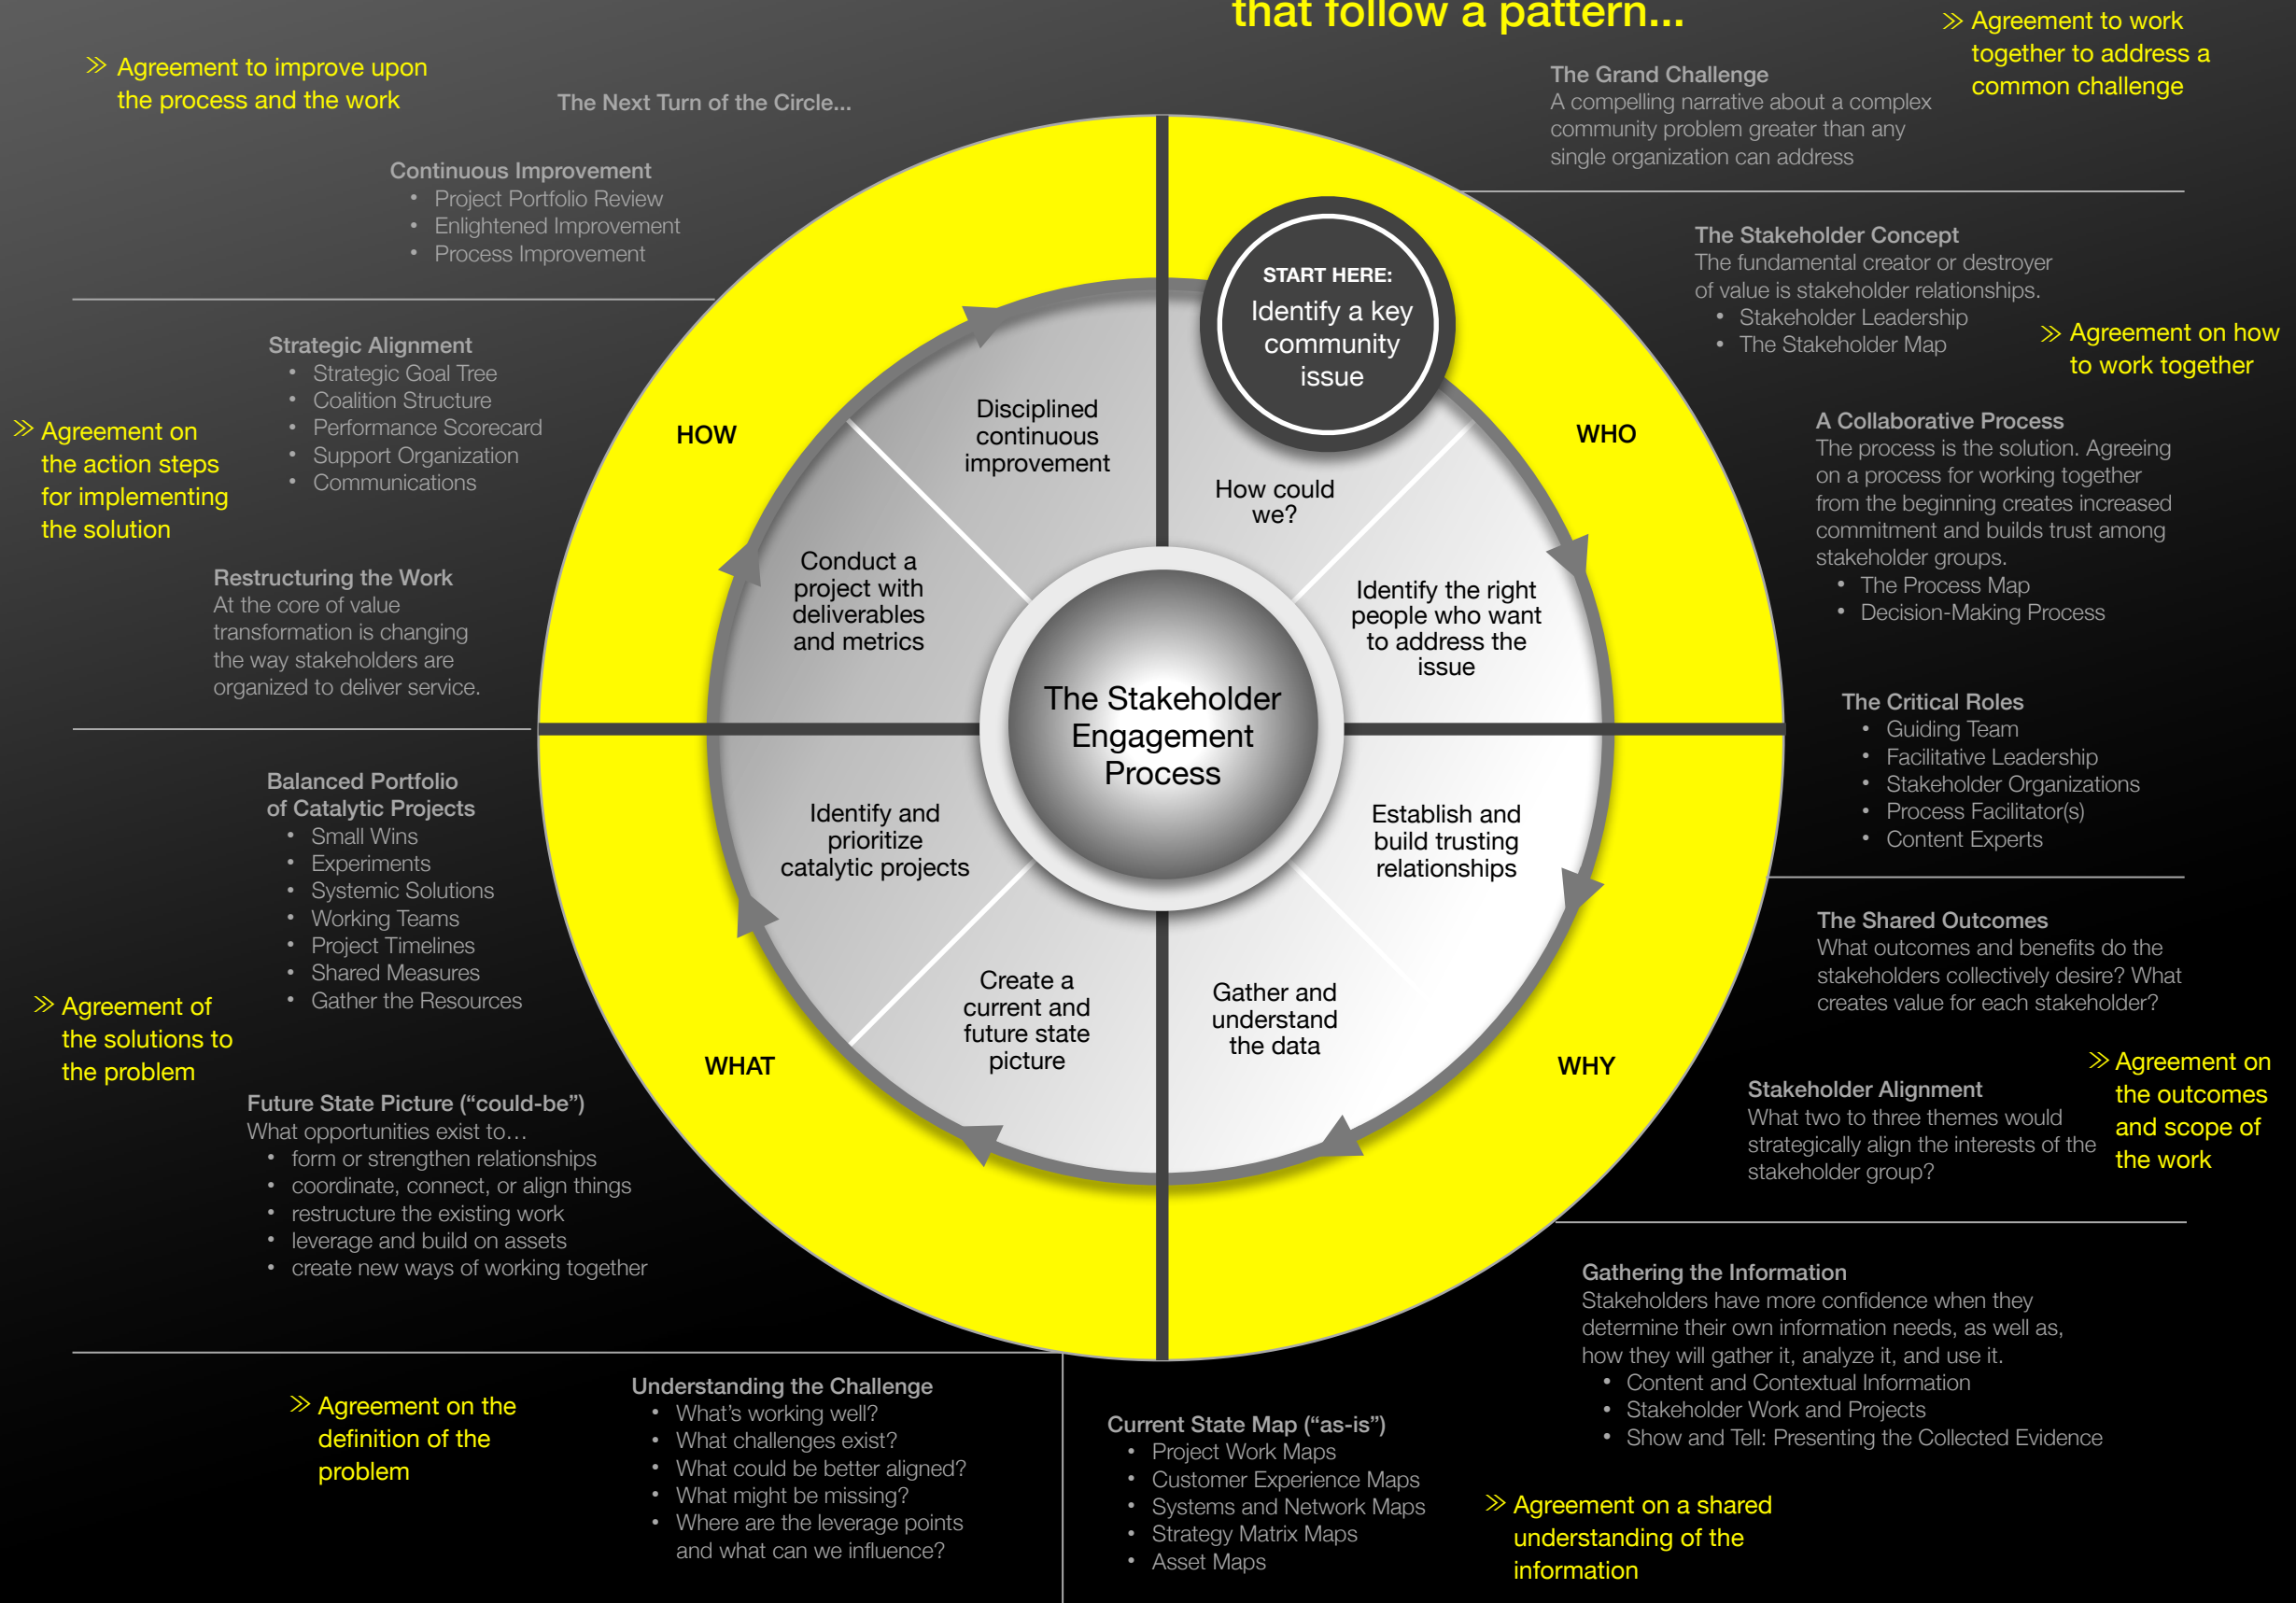 that follow a pattern...
» Agreement to work
together to address a
common challenge
The Grand Challenge
A compelling narrative about a complex
community problem greater than any
single organization can address
The Stakeholder Concept
The fundamental creator or destroyer
of value is stakeholder relationships.
• Stakeholder Leadership
• The Stakeholder Map
» Agreement on how
to work together
A Collaborative Process
The process is the solution. Agreeing
on a process for working together
from the beginning creates increased
commitment and builds trust among
stakeholder groups.
• The Process Map
• Decision-Making Process
The Critical Roles
• Guiding Team
• Facilitative Leadership
• Stakeholder Organizations
• Process Facilitator(s)
• Content Experts
The Shared Outcomes
What outcomes and benefits do the
stakeholders collectively desire? What
creates value for each stakeholder?
Stakeholder Alignment
What two to three themes would
strategically align the interests of the
stakeholder group?
» Agreement on
the outcomes
and scope of
the work
Gathering the Information
Stakeholders have more confidence when they
determine their own information needs, as well as,
how they will gather it, analyze it, and use it.
• Content and Contextual Information
• Stakeholder Work and Projects
• Show and Tell: Presenting the Collected Evidence
» Agreement on a shared
understanding of the
information
Current State Map (“as-is”)
• Project Work Maps
• Customer Experience Maps
• Systems and Network Maps
• Strategy Matrix Maps
• Asset Maps
Understanding the Challenge
• What’s working well?
• What challenges exist?
• What could be better aligned?
• What might be missing?
• Where are the leverage points
and what can we influence?
» Agreement on the
definition of the
problem
Future State Picture (“could-be”)
What opportunities exist to…
• form or strengthen relationships
• coordinate, connect, or align things
• restructure the existing work
• leverage and build on assets
• create new ways of working together
» Agreement of
the solutions to
the problem
Balanced Portfolio
of Catalytic Projects
• Small Wins
• Experiments
• Systemic Solutions
• Working Teams
• Project Timelines
• Shared Measures
• Gather the Resources
Restructuring the Work
At the core of value
transformation is changing
the way stakeholders are
organized to deliver service.
» Agreement on
the action steps
for implementing
the solution
Strategic Alignment
• Strategic Goal Tree
• Coalition Structure
• Performance Scorecard
• Support Organization
• Communications
Continuous Improvement
• Project Portfolio Review
• Enlightened Improvement
• Process Improvement
» Agreement to improve upon
the process and the work
The Next Turn of the Circle...
START HERE:
Identify a key
community
issue
WHO
How could
we?
Identify the right
people who want
to address the
issue
WHY
Establish and
build trusting
relationships
Gather and
understand
the data
WHAT
Create a
current and
future state
picture
Identify and
prioritize
catalytic projects
HOW
Conduct a
project with
deliverables
and metrics
Disciplined
continuous
improvement
The Stakeholder
Engagement
Process